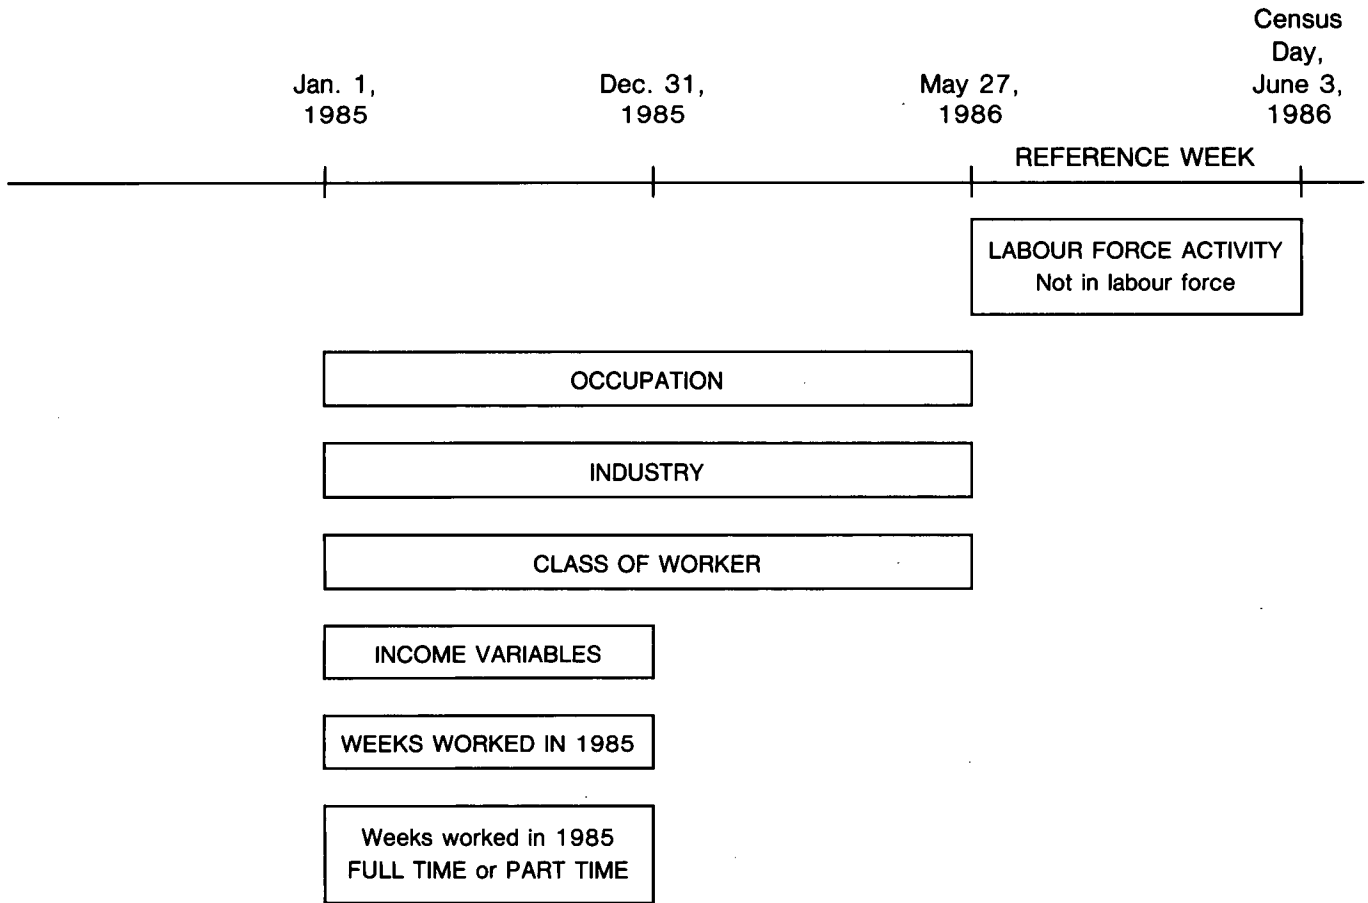 Jan. 1,
1985
Dec. 31,
1985
May 27,
1986
Census
Day,
June 3,
1986
REFERENCE WEEK
LABOUR FORCE ACTIVITY
Not in labour force
OCCUPATION
INDUSTRY
CLASS OF WORKER
INCOME VARIABLES
WEEKS WORKED IN 1985
Weeks worked in 1985
FULL TIME or PART TIME